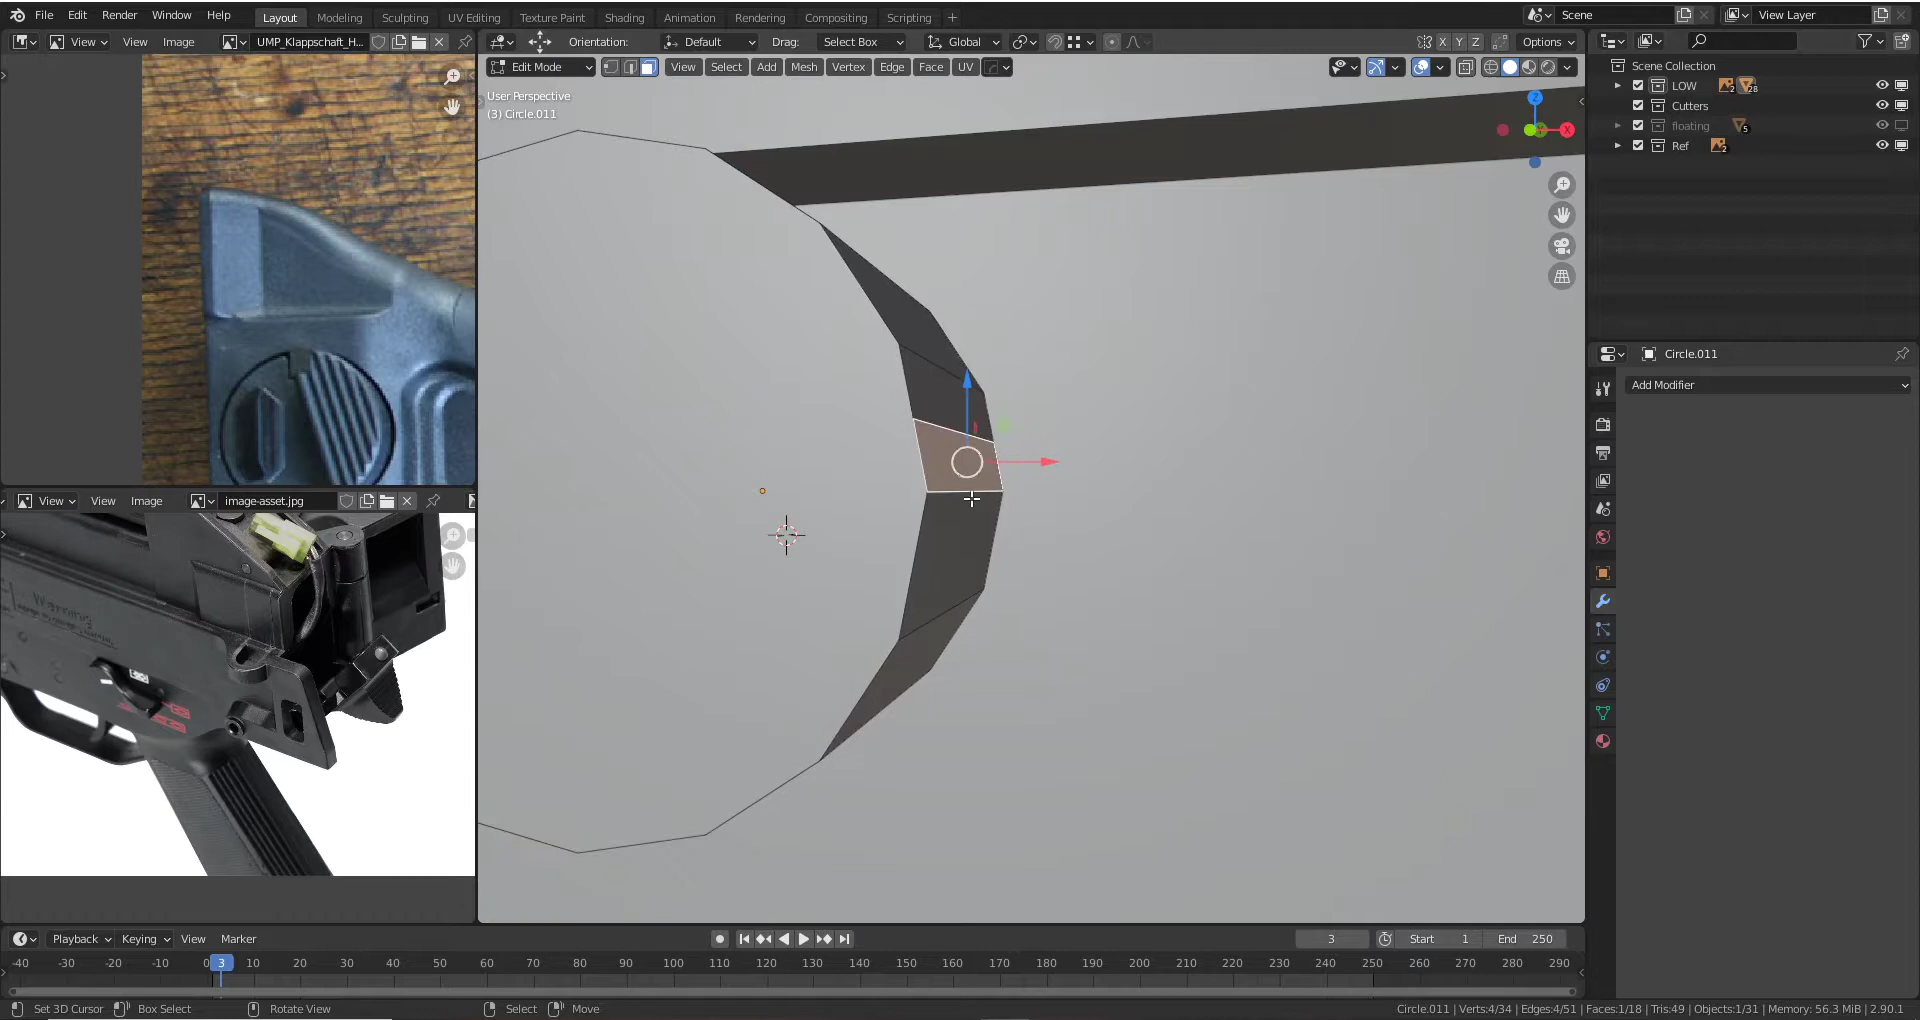 File Edit Render Window Help Layout Modeling Sculpting UV Editing Texture Paint Shading Animation Rendering Compositing Scripting + Scene View Layer
View View Image UMP_Klappschaft_H... Orientation: Default Drag: Select Box Global X Y Z Options
Edit Mode View Select Add Mesh Vertex Edge Face UV
User Perspective
(3) Circle.011
Z
X
Scene Collection
LOW 2 28
Cutters
floating 5
Ref 2
Circle.011
Add Modifier
View View Image image-asset.jpg
Warning
Playback Keying View Marker 3 Start 1 End 250
-40 -30 -20 -10 0 3 10 20 30 40 50 60 70 80 90 100 110 120 130 140 150 160 170 180 190 200 210 220 230 240 250 260 270 280 290
Set 3D Cursor Box Select Rotate View Select Move Circle.011 | Verts:4/34 | Edges:4/51 | Faces:1/18 | Tris:49 | Objects:1/31 | Memory: 56.3 MiB | 2.90.1